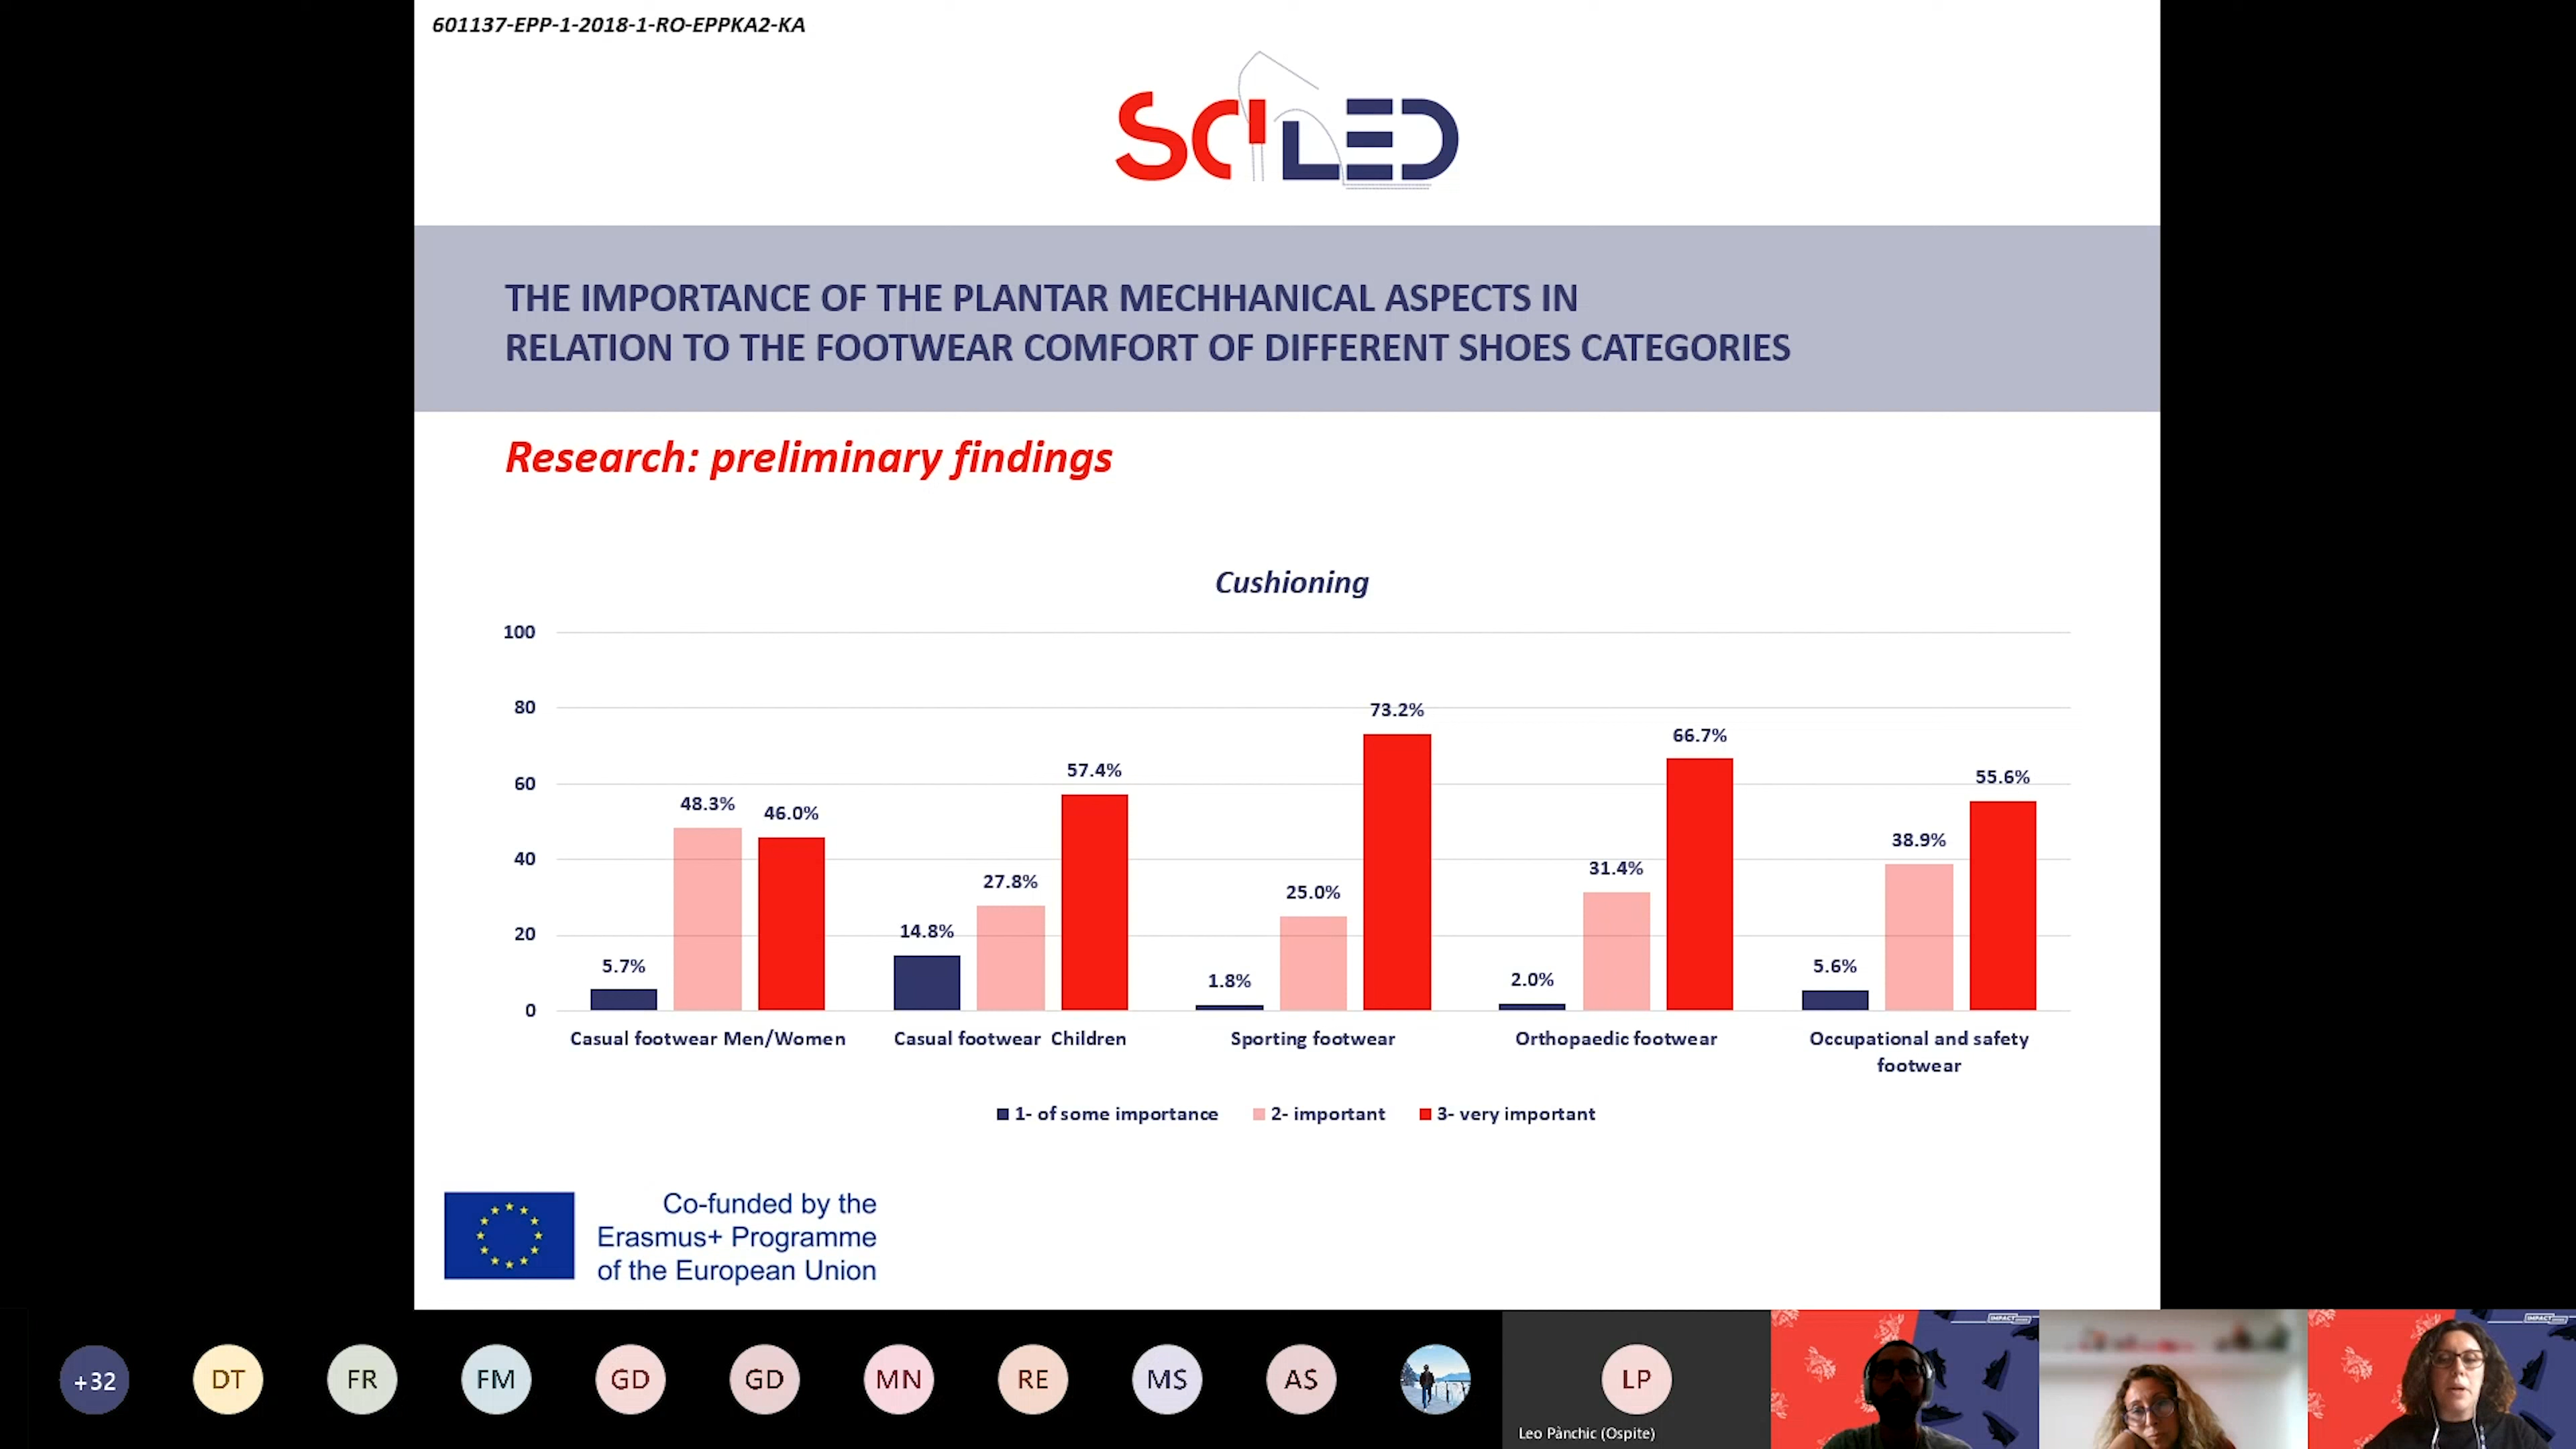 601137-EPP-1-2018-1-RO-EPPKA2-KA
SCILED
THE IMPORTANCE OF THE PLANTAR MECHHANICAL ASPECTS IN
RELATION TO THE FOOTWEAR COMFORT OF DIFFERENT SHOES CATEGORIES
Research: preliminary findings
Cushioning
100
80
60
40
20
0
5.7%
48.3%
46.0%
14.8%
27.8%
57.4%
1.8%
25.0%
73.2%
2.0%
31.4%
66.7%
5.6%
38.9%
55.6%
Casual footwear Men/Women
Casual footwear Children
Sporting footwear
Orthopaedic footwear
Occupational and safety
footwear
1- of some importance
2- important
3- very important
Co-funded by the
Erasmus+ Programme
of the European Union
+32
DT
FR
FM
GD
GD
MN
RE
MS
AS
LP
Leo Pànchic (Ospite)
IMPACT
IMPACT